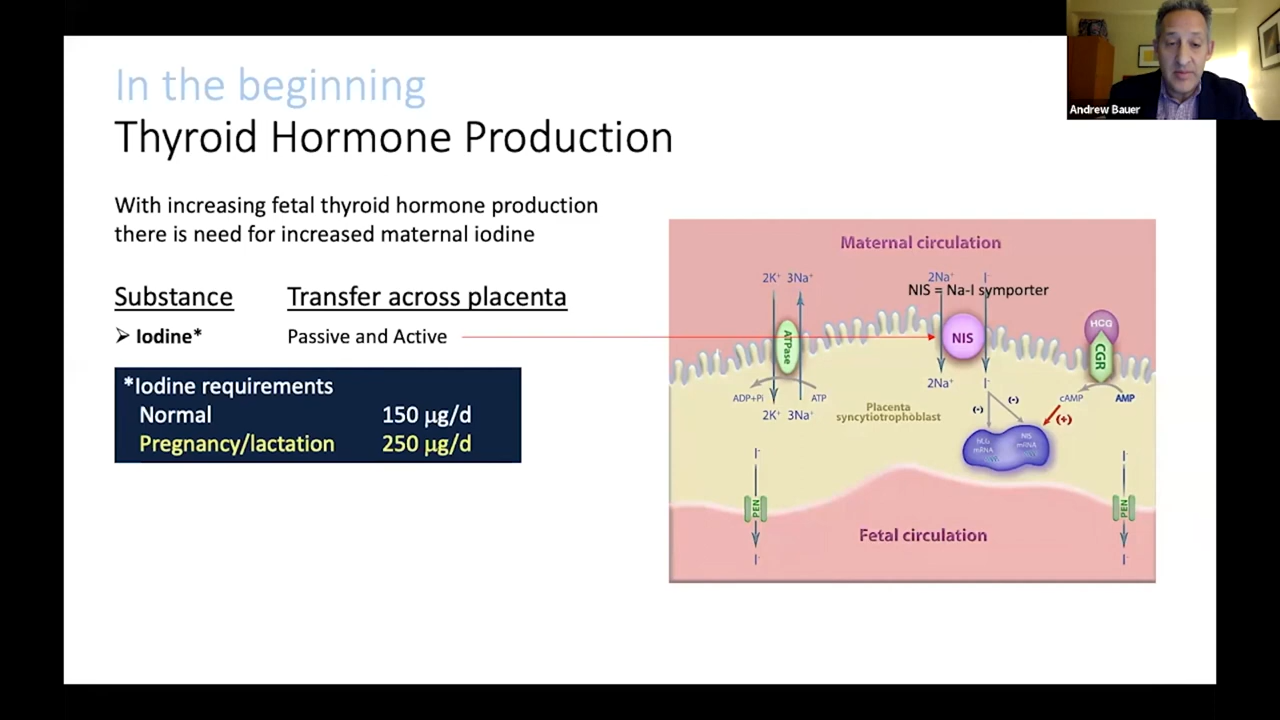 Andrew Bauer
In the beginning
Thyroid Hormone Production
With increasing fetal thyroid hormone production
there is need for increased maternal iodine
Substance Transfer across placenta
➢ Iodine* Passive and Active
*Iodine requirements
Normal 150 µg/d
Pregnancy/lactation 250 µg/d
Maternal circulation
2K⁺ 3Na⁺ 2Na⁺ I⁻
NIS = Na-I symporter
HCG
ATPase NIS CGR
2Na⁺ I⁻
ADP+Pi ATP cAMP AMP
2K⁺ 3Na⁺ (-) (-) (+)
Placenta
syncytiotrophoblast
NIS
mRNA
mRNA
I⁻ I⁻
PEN PEN
Fetal circulation
I⁻ I⁻